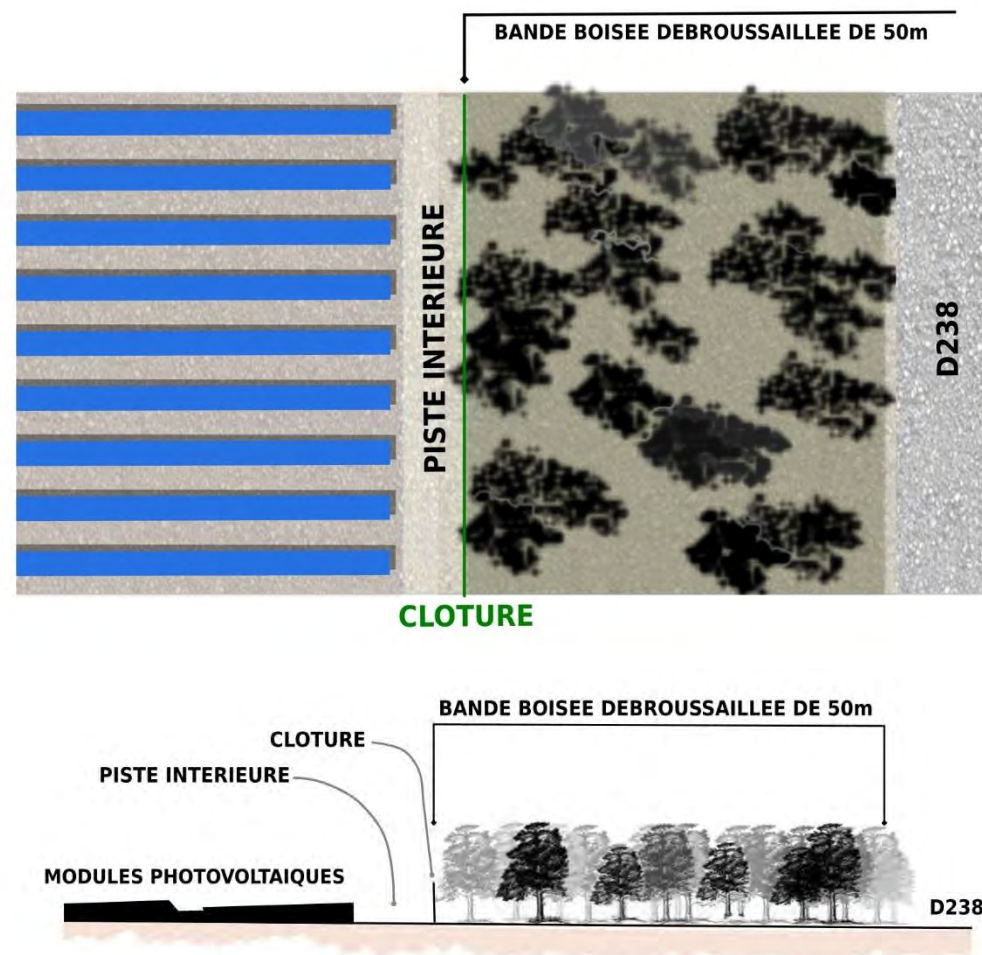 BANDE BOISEE DEBROUSSAILLEE DE 50m
PISTE INTERIEURE
D238
CLOTURE
BANDE BOISEE DEBROUSSAILLEE DE 50m
CLOTURE
PISTE INTERIEURE
MODULES PHOTOVOLTAIQUES
D238